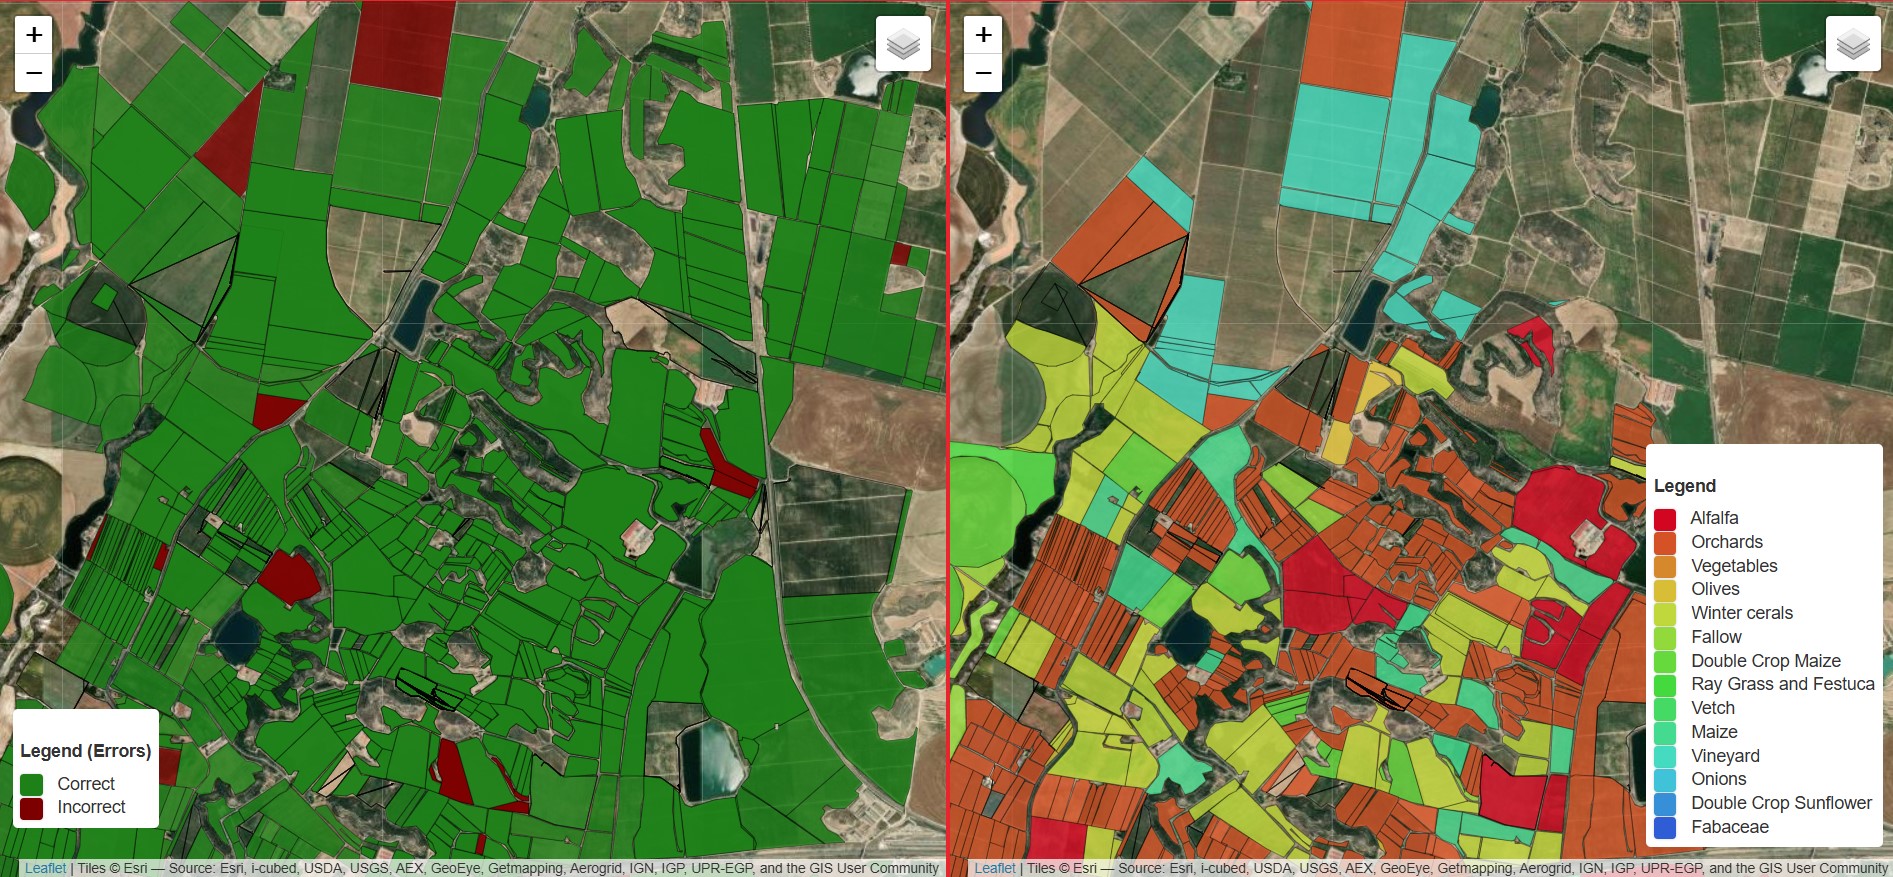 +
−
Legend (Errors)
Correct
Incorrect
Leaflet | Tiles © Esri — Source: Esri, i-cubed, USDA, USGS, AEX, GeoEye, Getmapping, Aerogrid, IGN, IGP, UPR-EGP, and the GIS User Community
+
−
Legend
Alfalfa
Orchards
Vegetables
Olives
Winter cerals
Fallow
Double Crop Maize
Ray Grass and Festuca
Vetch
Maize
Vineyard
Onions
Double Crop Sunflower
Fabaceae
Leaflet | Tiles © Esri — Source: Esri, i-cubed, USDA, USGS, AEX, GeoEye, Getmapping, Aerogrid, IGN, IGP, UPR-EGP, and the GIS User Community